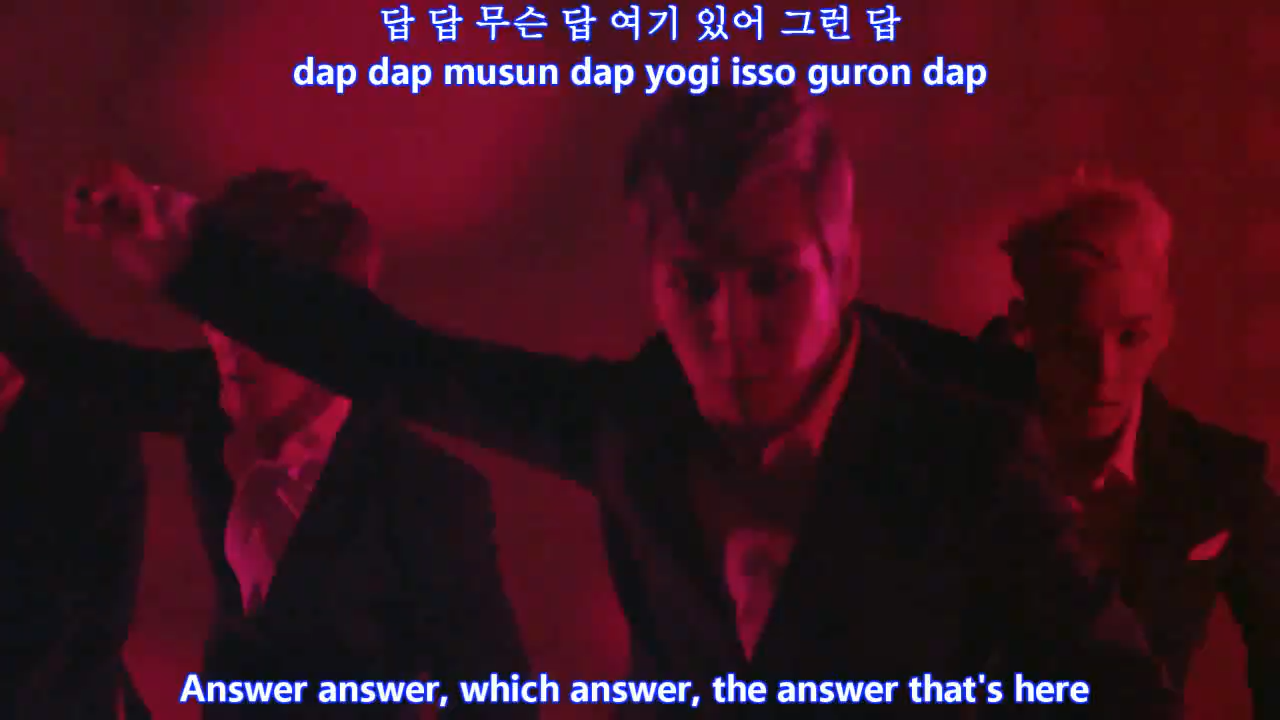 답 답 무슨 답 여기 있어 그런 답
dap dap musun dap yogi isso guron dap
Answer answer, which answer, the answer that's here